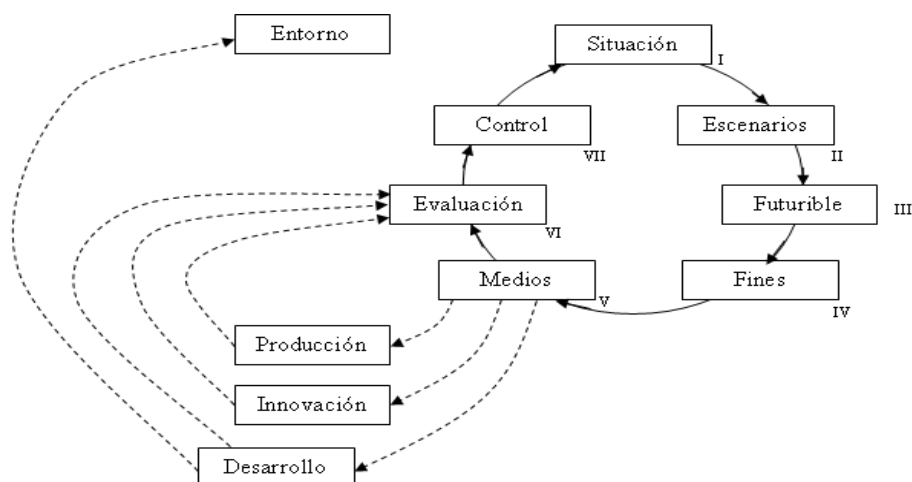 Entorno
Situación
I
Control
VII
Escenarios
II
Evaluación
VI
Futurible
III
Medios
V
Fines
IV
Producción
Innovación
Desarrollo